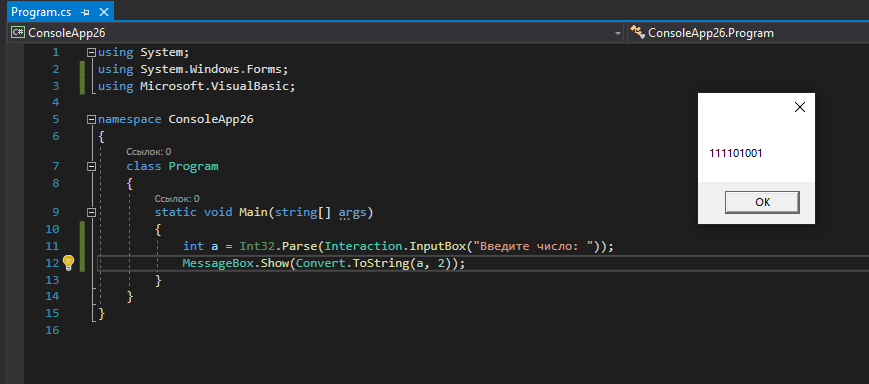 Program.cs
C# ConsoleApp26
ConsoleApp26.Program
1 using System;
2 using System.Windows.Forms;
3 using Microsoft.VisualBasic;
4
5 namespace ConsoleApp26
6 {
Ссылок: 0
7 class Program
8 {
Ссылок: 0
9 static void Main(string[] args)
10 {
11 int a = Int32.Parse(Interaction.InputBox("Введите число: "));
12 MessageBox.Show(Convert.ToString(a, 2));
13 }
14 }
15 }
16
111101001
OK